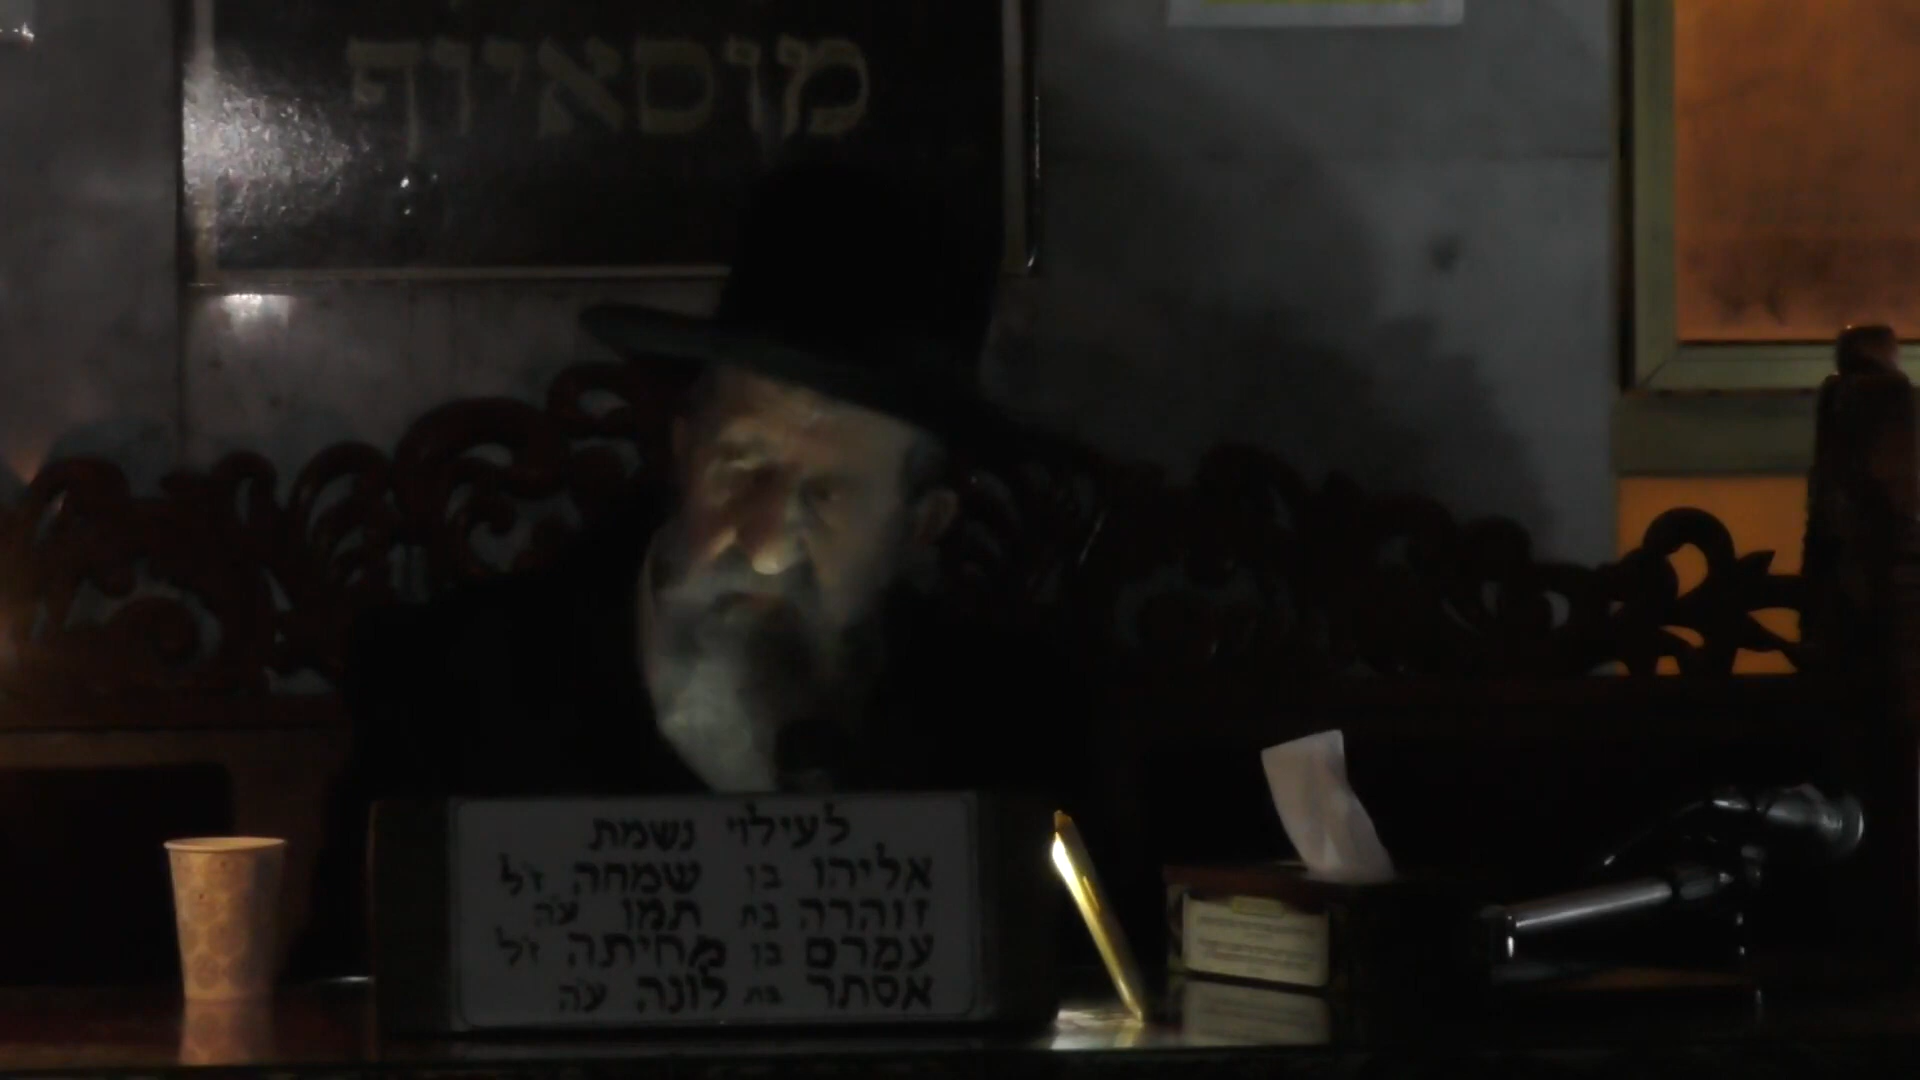 מוסאיוף
לעילוי נשמת
אליהו בן שמחה ז"ל
זוהרה בת תמו ע"ה
עמרם בן מחיתה ז"ל
אסתר בת לונה ע"ה